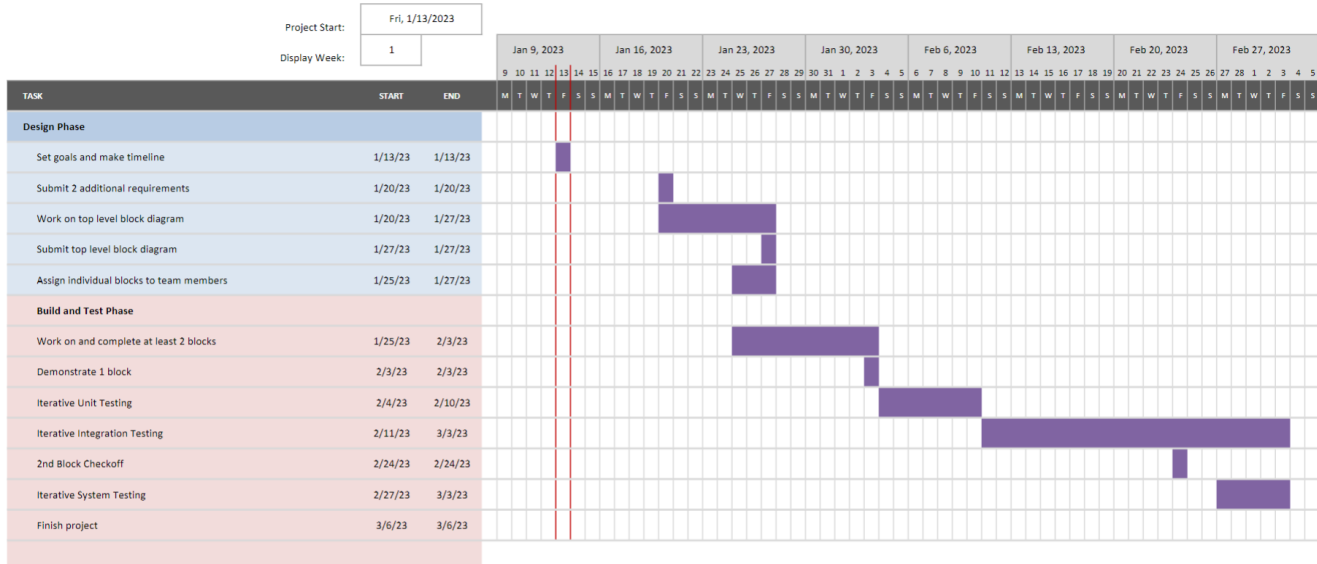 Project Start: Fri, 1/13/2023
Display Week: 1
Jan 9, 2023 Jan 16, 2023 Jan 23, 2023 Jan 30, 2023 Feb 6, 2023 Feb 13, 2023 Feb 20, 2023 Feb 27, 2023
9 10 11 12 13 14 15 16 17 18 19 20 21 22 23 24 25 26 27 28 29 30 31 1 2 3 4 5 6 7 8 9 10 11 12 13 14 15 16 17 18 19 20 21 22 23 24 25 26 27 28 1 2 3 4 5
TASK START END M T W T F S S M T W T F S S M T W T F S S M T W T F S S M T W T F S S M T W T F S S M T W T F S S M T W T F S S
Design Phase
Set goals and make timeline 1/13/23 1/13/23
Submit 2 additional requirements 1/20/23 1/20/23
Work on top level block diagram 1/20/23 1/27/23
Submit top level block diagram 1/27/23 1/27/23
Assign individual blocks to team members 1/25/23 1/27/23
Build and Test Phase
Work on and complete at least 2 blocks 1/25/23 2/3/23
Demonstrate 1 block 2/3/23 2/3/23
Iterative Unit Testing 2/4/23 2/10/23
Iterative Integration Testing 2/11/23 3/3/23
2nd Block Checkoff 2/24/23 2/24/23
Iterative System Testing 2/27/23 3/3/23
Finish project 3/6/23 3/6/23